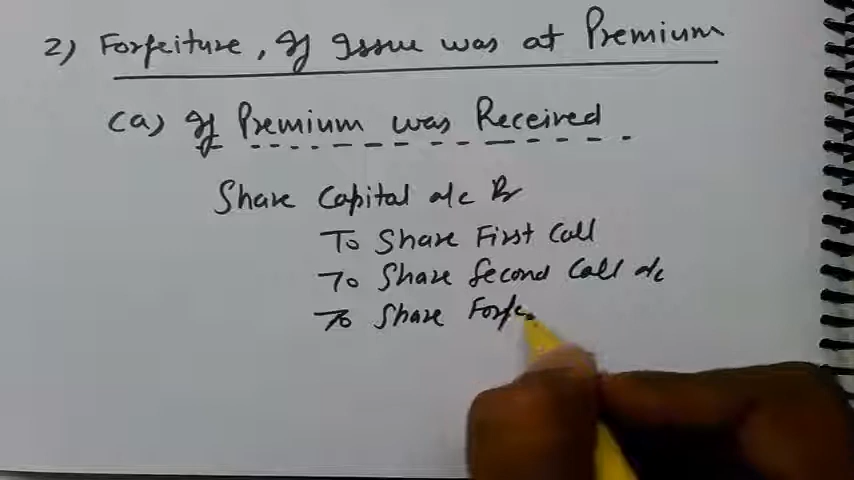 2) Forfeiture, If Issue was at Premium
(a) If Premium was Received
Share Capital a/c Dr
To Share First Call
To Share Second Call a/c
To Share Forfe